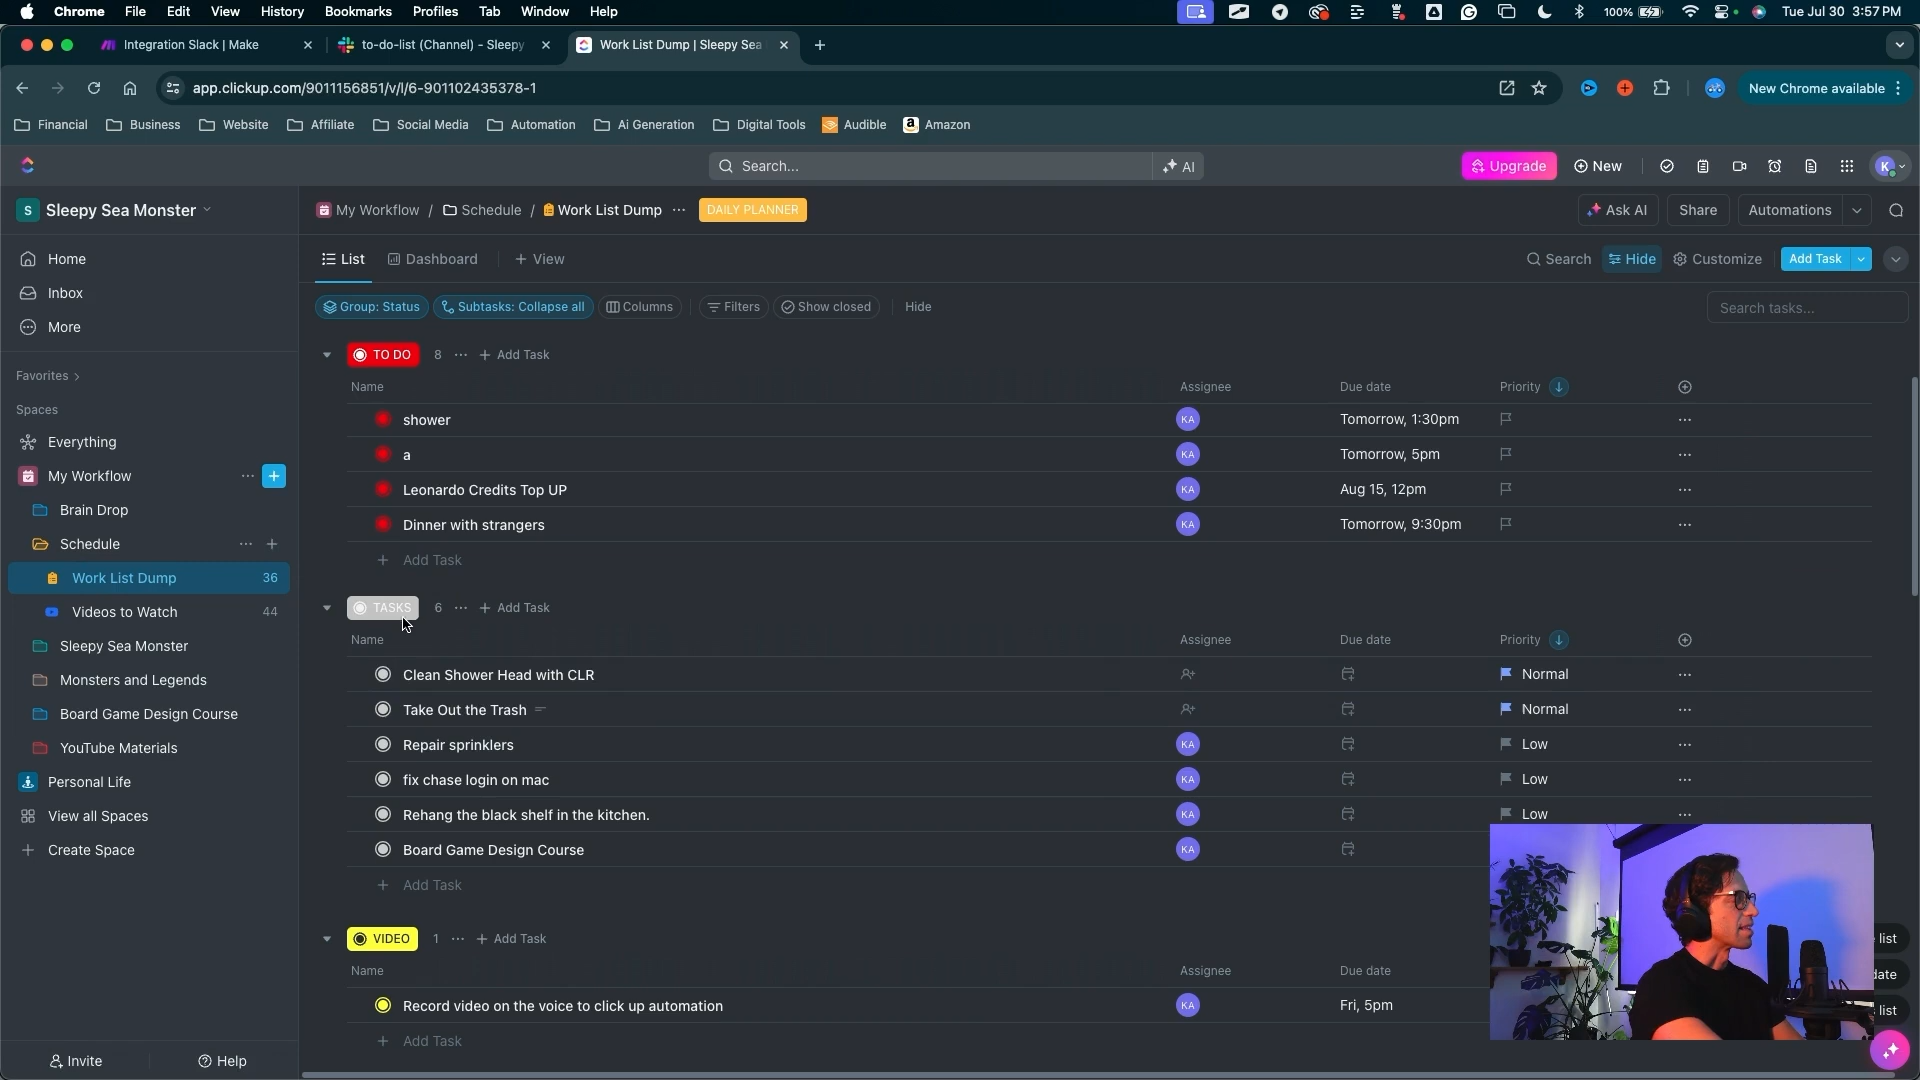 Chrome File Edit View History Bookmarks Profiles Tab Window Help 100% Tue Jul 30 3:57 PM
Integration Slack | Make to-do-list (Channel) - Sleepy Work List Dump | Sleepy Sea
app.clickup.com/9011156851/v/l/6-901102435378-1 New Chrome available
Financial Business Website Affiliate Social Media Automation Ai Generation Digital Tools Audible Amazon
Search... AI Upgrade New K
S Sleepy Sea Monster My Workflow / Schedule / Work List Dump DAILY PLANNER Ask AI Share Automations
Home List Dashboard + View Search Hide Customize Add Task
Inbox
Group: Status Subtasks: Collapse all Columns Filters Show closed Hide Search tasks...
More
TO DO 8 + Add Task
Favorites >
Name Assignee Due date Priority
Spaces
shower KA Tomorrow, 1:30pm
Everything
a KA Tomorrow, 5pm
My Workflow
Leonardo Credits Top UP KA Aug 15, 12pm
Brain Drop
Dinner with strangers KA Tomorrow, 9:30pm
Schedule
+ Add Task
Work List Dump 36
TASKS 6 + Add Task
Videos to Watch 44
Name Assignee Due date Priority
Sleepy Sea Monster
Clean Shower Head with CLR Normal
Monsters and Legends
Take Out the Trash Normal
Board Game Design Course
Repair sprinklers KA Low
YouTube Materials
fix chase login on mac KA Low
Personal Life
Rehang the black shelf in the kitchen. KA Low
View all Spaces
Board Game Design Course KA
+ Create Space
+ Add Task
VIDEO 1 + Add Task list
Name Assignee Due date date
Record video on the voice to click up automation KA Fri, 5pm list
+ Add Task
Invite Help